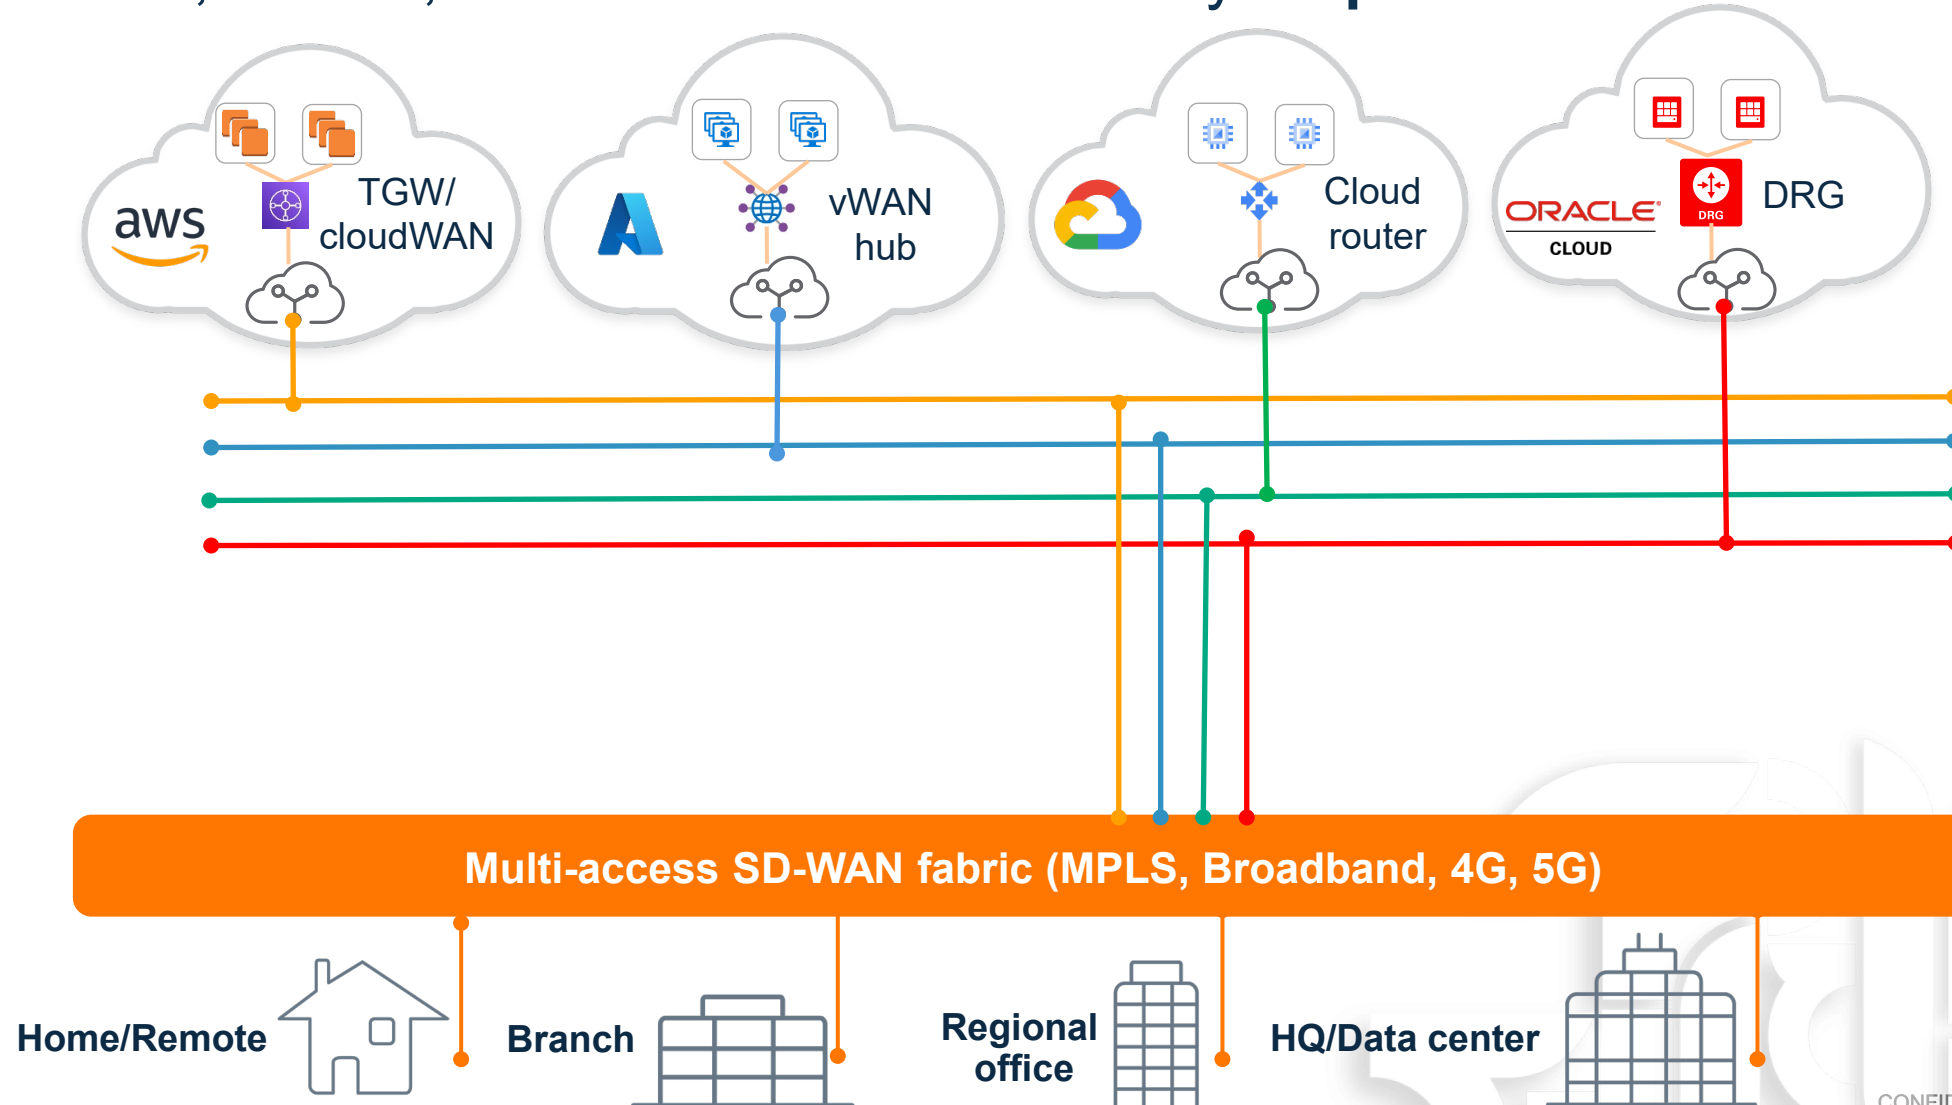 aws
TGW/
cloudWAN
vWAN
hub
Cloud
router
ORACLE
CLOUD
DRG
DRG
Multi-access SD-WAN fabric (MPLS, Broadband, 4G, 5G)
Home/Remote
Branch
Regional
office
HQ/Data center